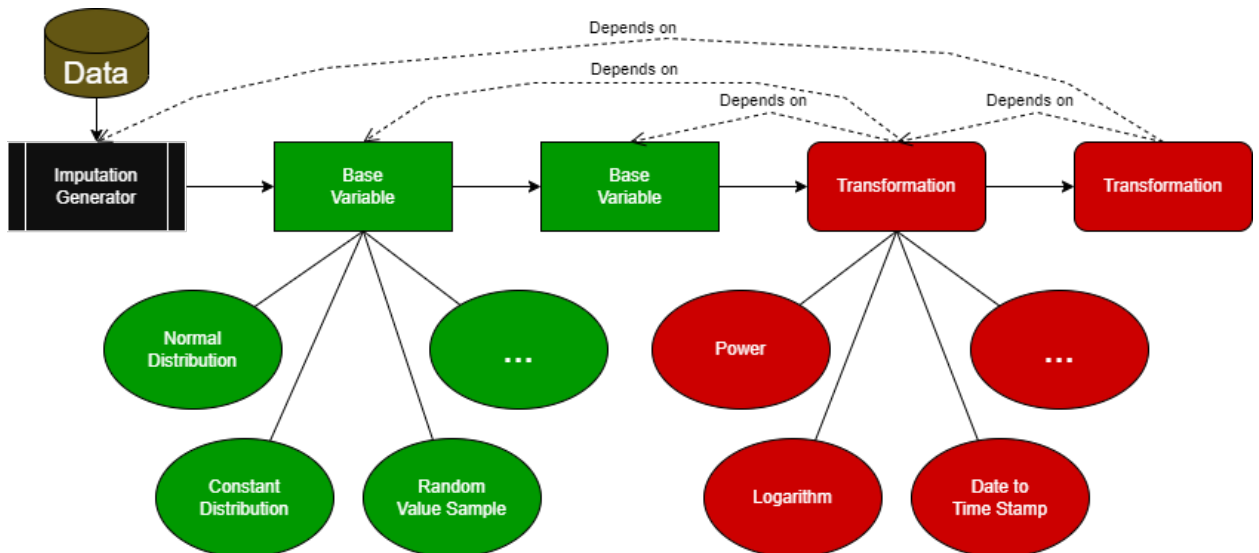 Depends on
Data
Depends on
Depends on
Depends on
Imputation
Generator
Base
Variable
Base
Variable
Transformation
Transformation
Normal
Distribution
...
Power
...
Constant
Distribution
Random
Value Sample
Logarithm
Date to
Time Stamp